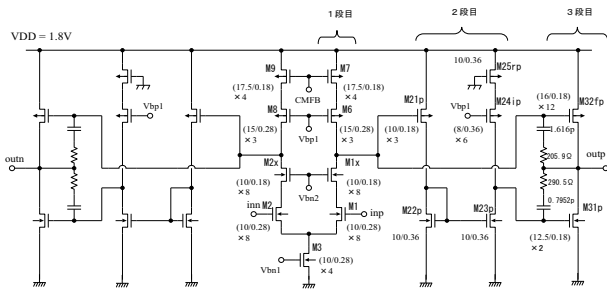 1段目
2段目
3段目
VDD = 1.8V
M9
M7
(17.5/0.18)
×4
CMFB
(17.5/0.18)
×4
10/0.36
M25rp
Vbp1
M8
M6
(15/0.28)
×3
Vbp1
(15/0.28)
×3
M21p
(10/0.18)
×3
Vbp1
M24ip
(8/0.36)
×6
(16/0.18)
×12
M32fp
1.616p
205.9Ω
outn
outp
M2x
M1x
(10/0.18)
×8
Vbn2
(10/0.18)
×8
290.5Ω
0.7952p
inn
M2
M1
inp
(10/0.28)
×8
(10/0.28)
×8
M22p
M23p
M31p
10/0.36
10/0.36
(12.5/0.18)
×2
M3
Vbn1
(10/0.28)
×4